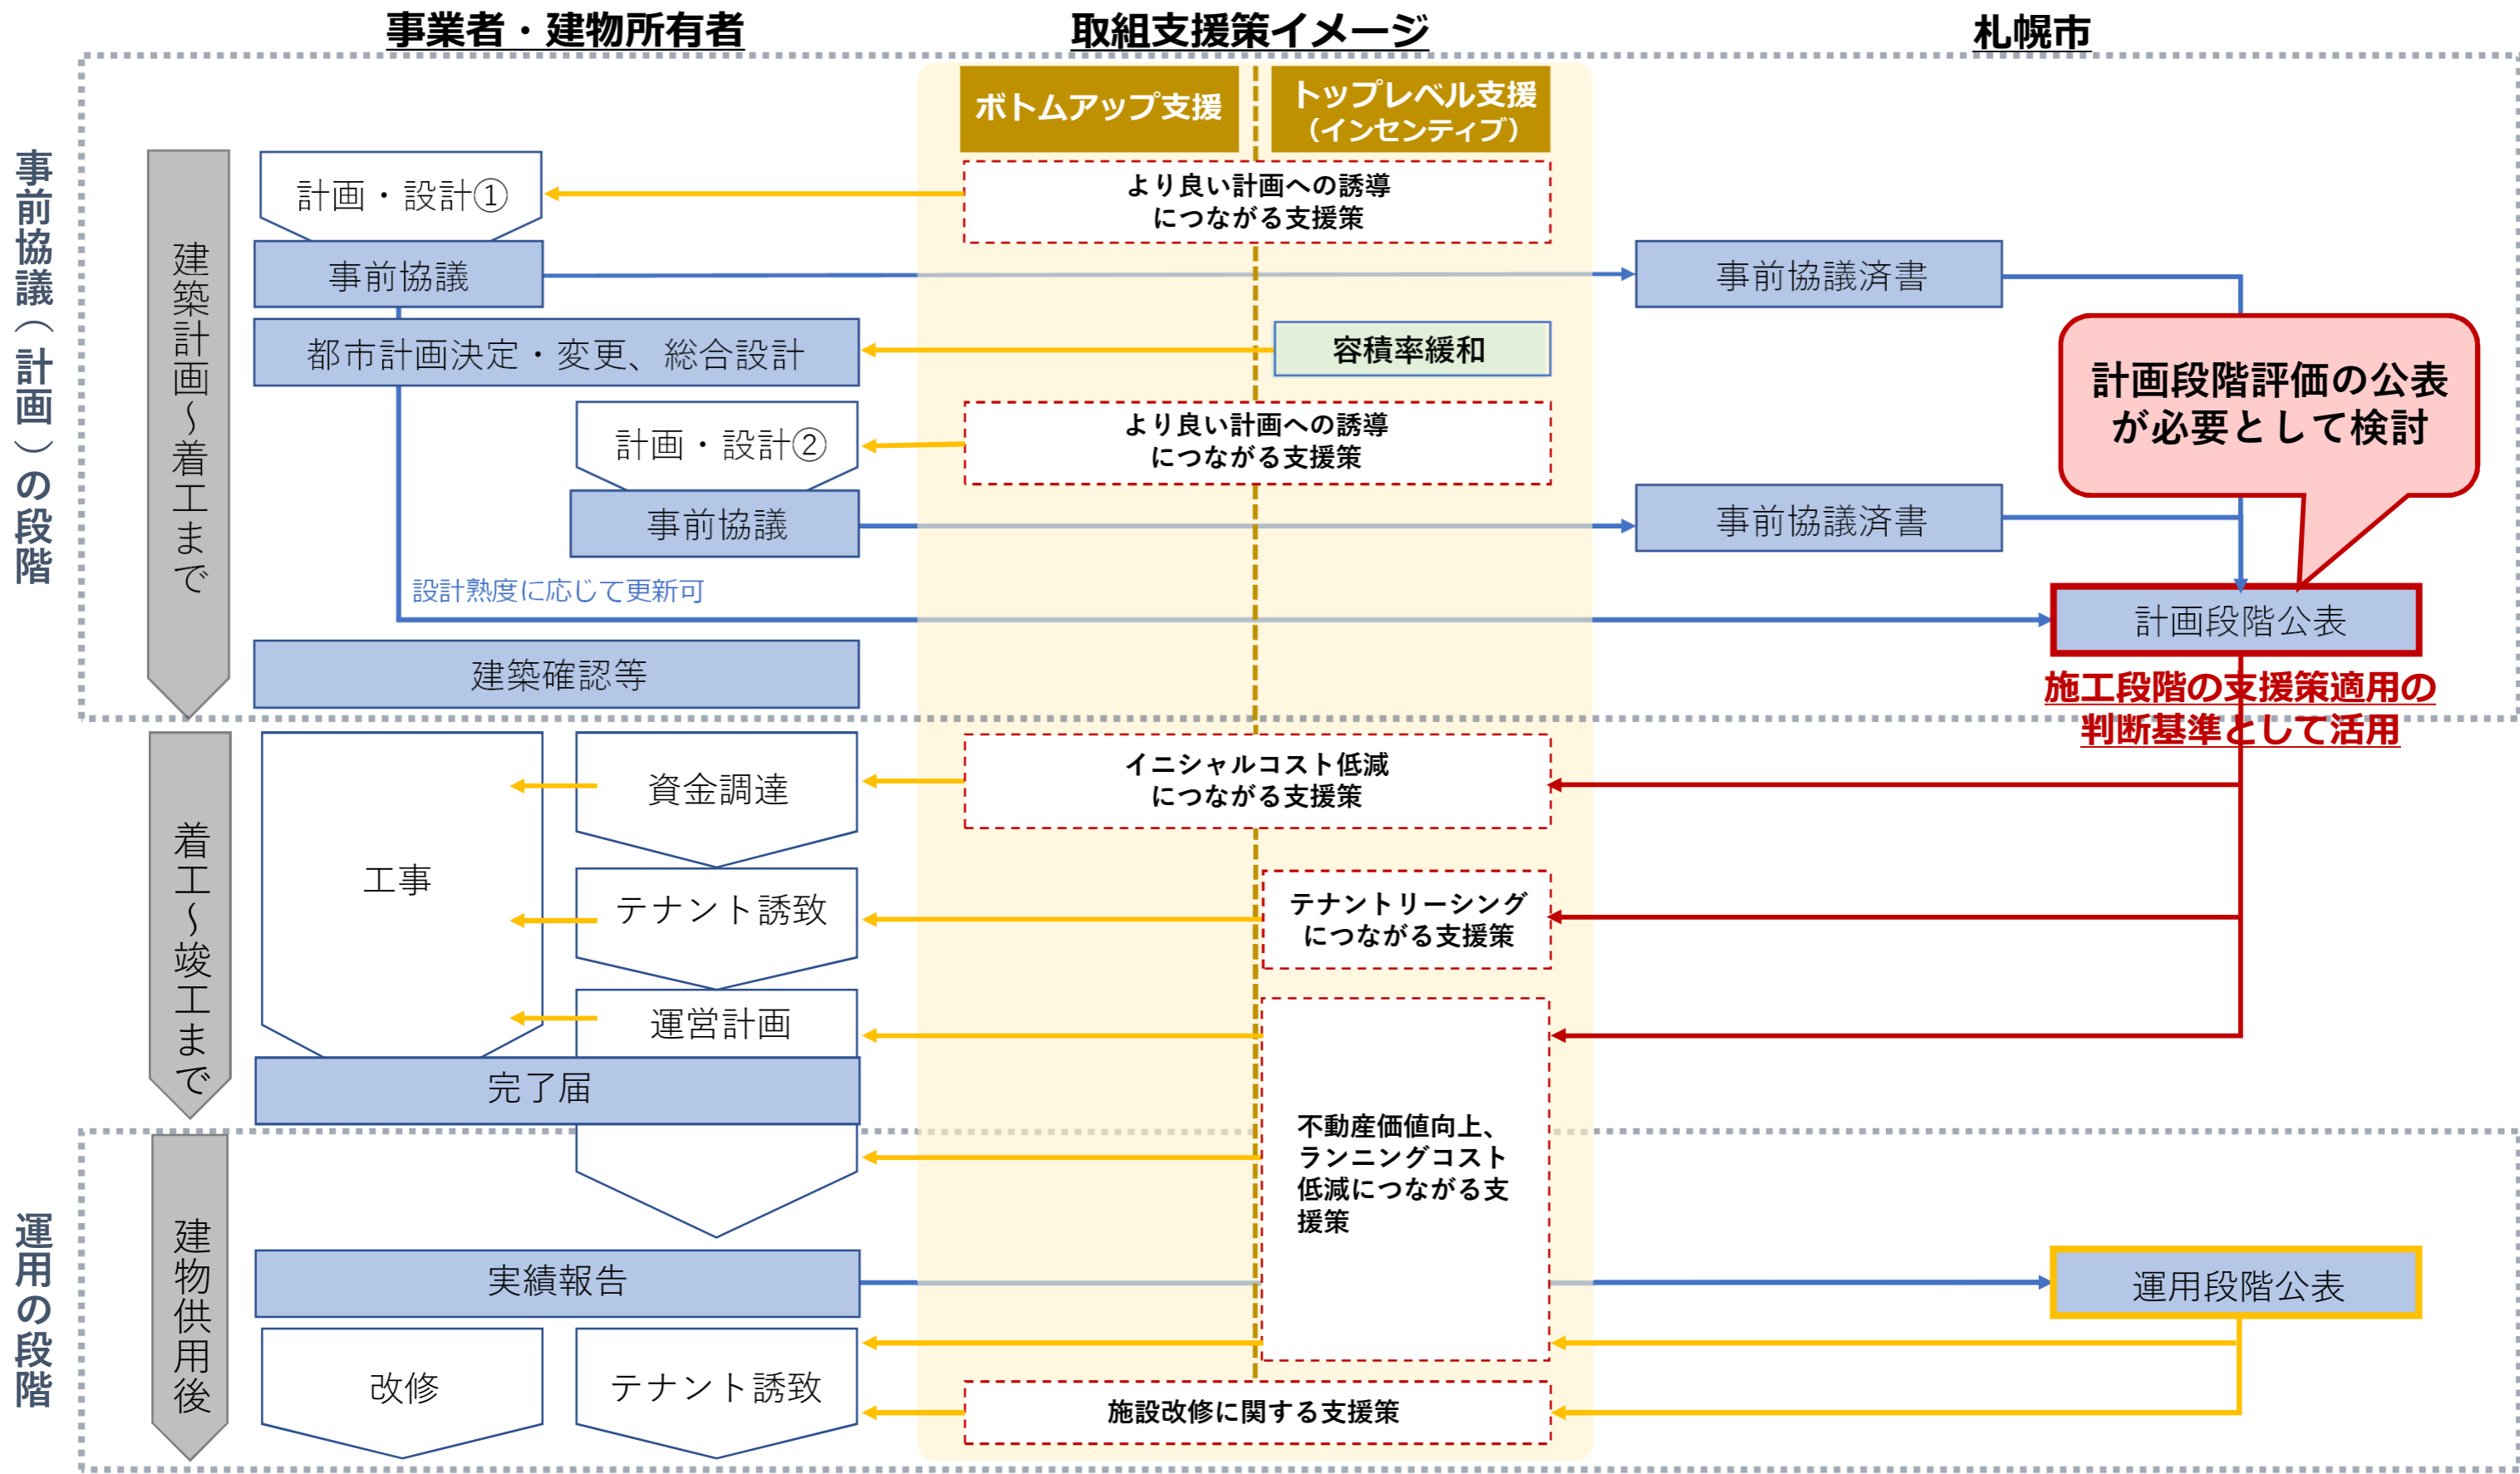 事業者・建物所有者
取組支援策イメージ
札幌市
ボトムアップ支援
トップレベル支援
（インセンティブ）
事前協議（計画）の段階
建築計画～着工まで
計画・設計①
より良い計画への誘導
につながる支援策
事前協議
事前協議済書
都市計画決定・変更、総合設計
容積率緩和
計画段階評価の公表
が必要として検討
計画・設計②
より良い計画への誘導
につながる支援策
事前協議
事前協議済書
設計熟度に応じて更新可
計画段階公表
建築確認等
施工段階の支援策適用の
判断基準として活用
着工～竣工まで
工事
資金調達
イニシャルコスト低減
につながる支援策
テナント誘致
テナントリーシング
につながる支援策
運営計画
完了届
不動産価値向上、
ランニングコスト
低減につながる支
援策
運用の段階
建物供用後
実績報告
運用段階公表
改修
テナント誘致
施設改修に関する支援策